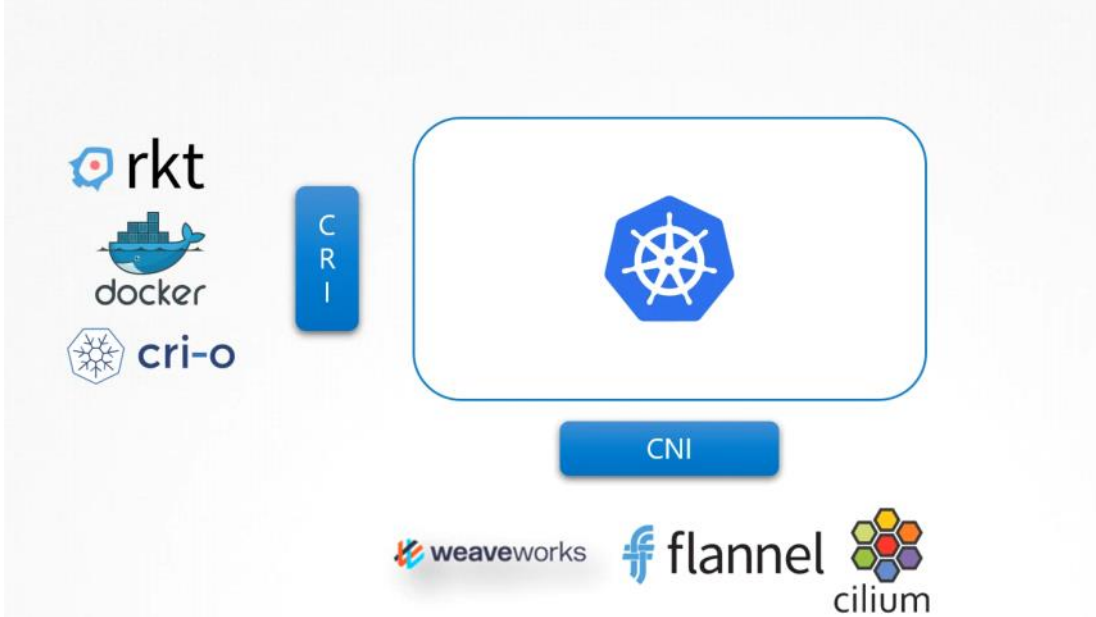 rkt
docker
cri-o
C
R
I
CNI
weaveworks
flannel
cilium